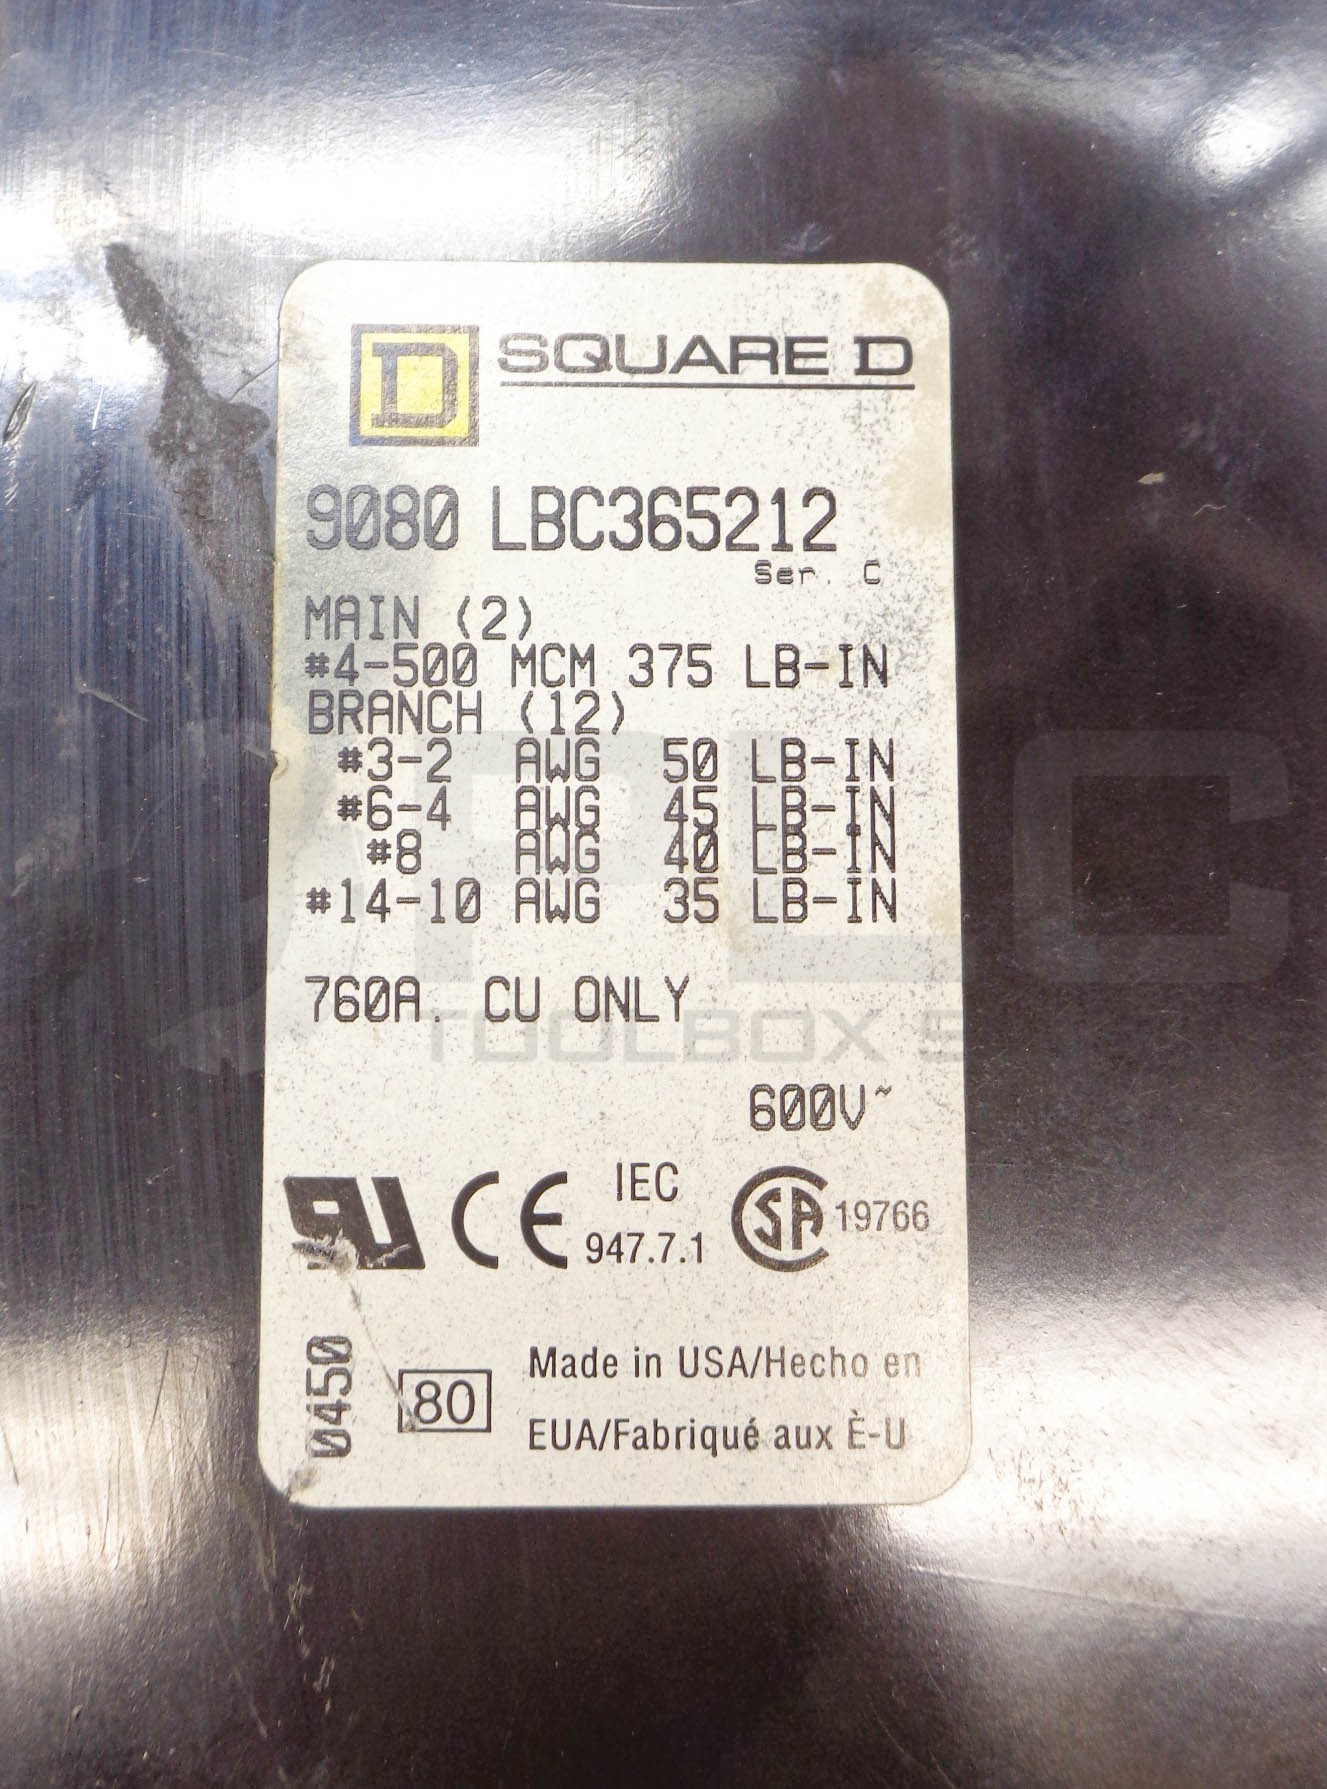 D SQUARE D
9080 LBC365212
Ser. C
MAIN (2)
#4-500 MCM 375 LB-IN
BRANCH (12)
#3-2 AWG 50 LB-IN
#6-4 AWG 45 LB-IN
#8 AWG 40 LB-IN
#14-10 AWG 35 LB-IN
PLC
760A. CU ONLY
TOOLBOX
600V~
IEC
CE 947.7.1 SA 19766
Made in USA/Hecho en
0450 80
EUA/Fabriqué aux È-U